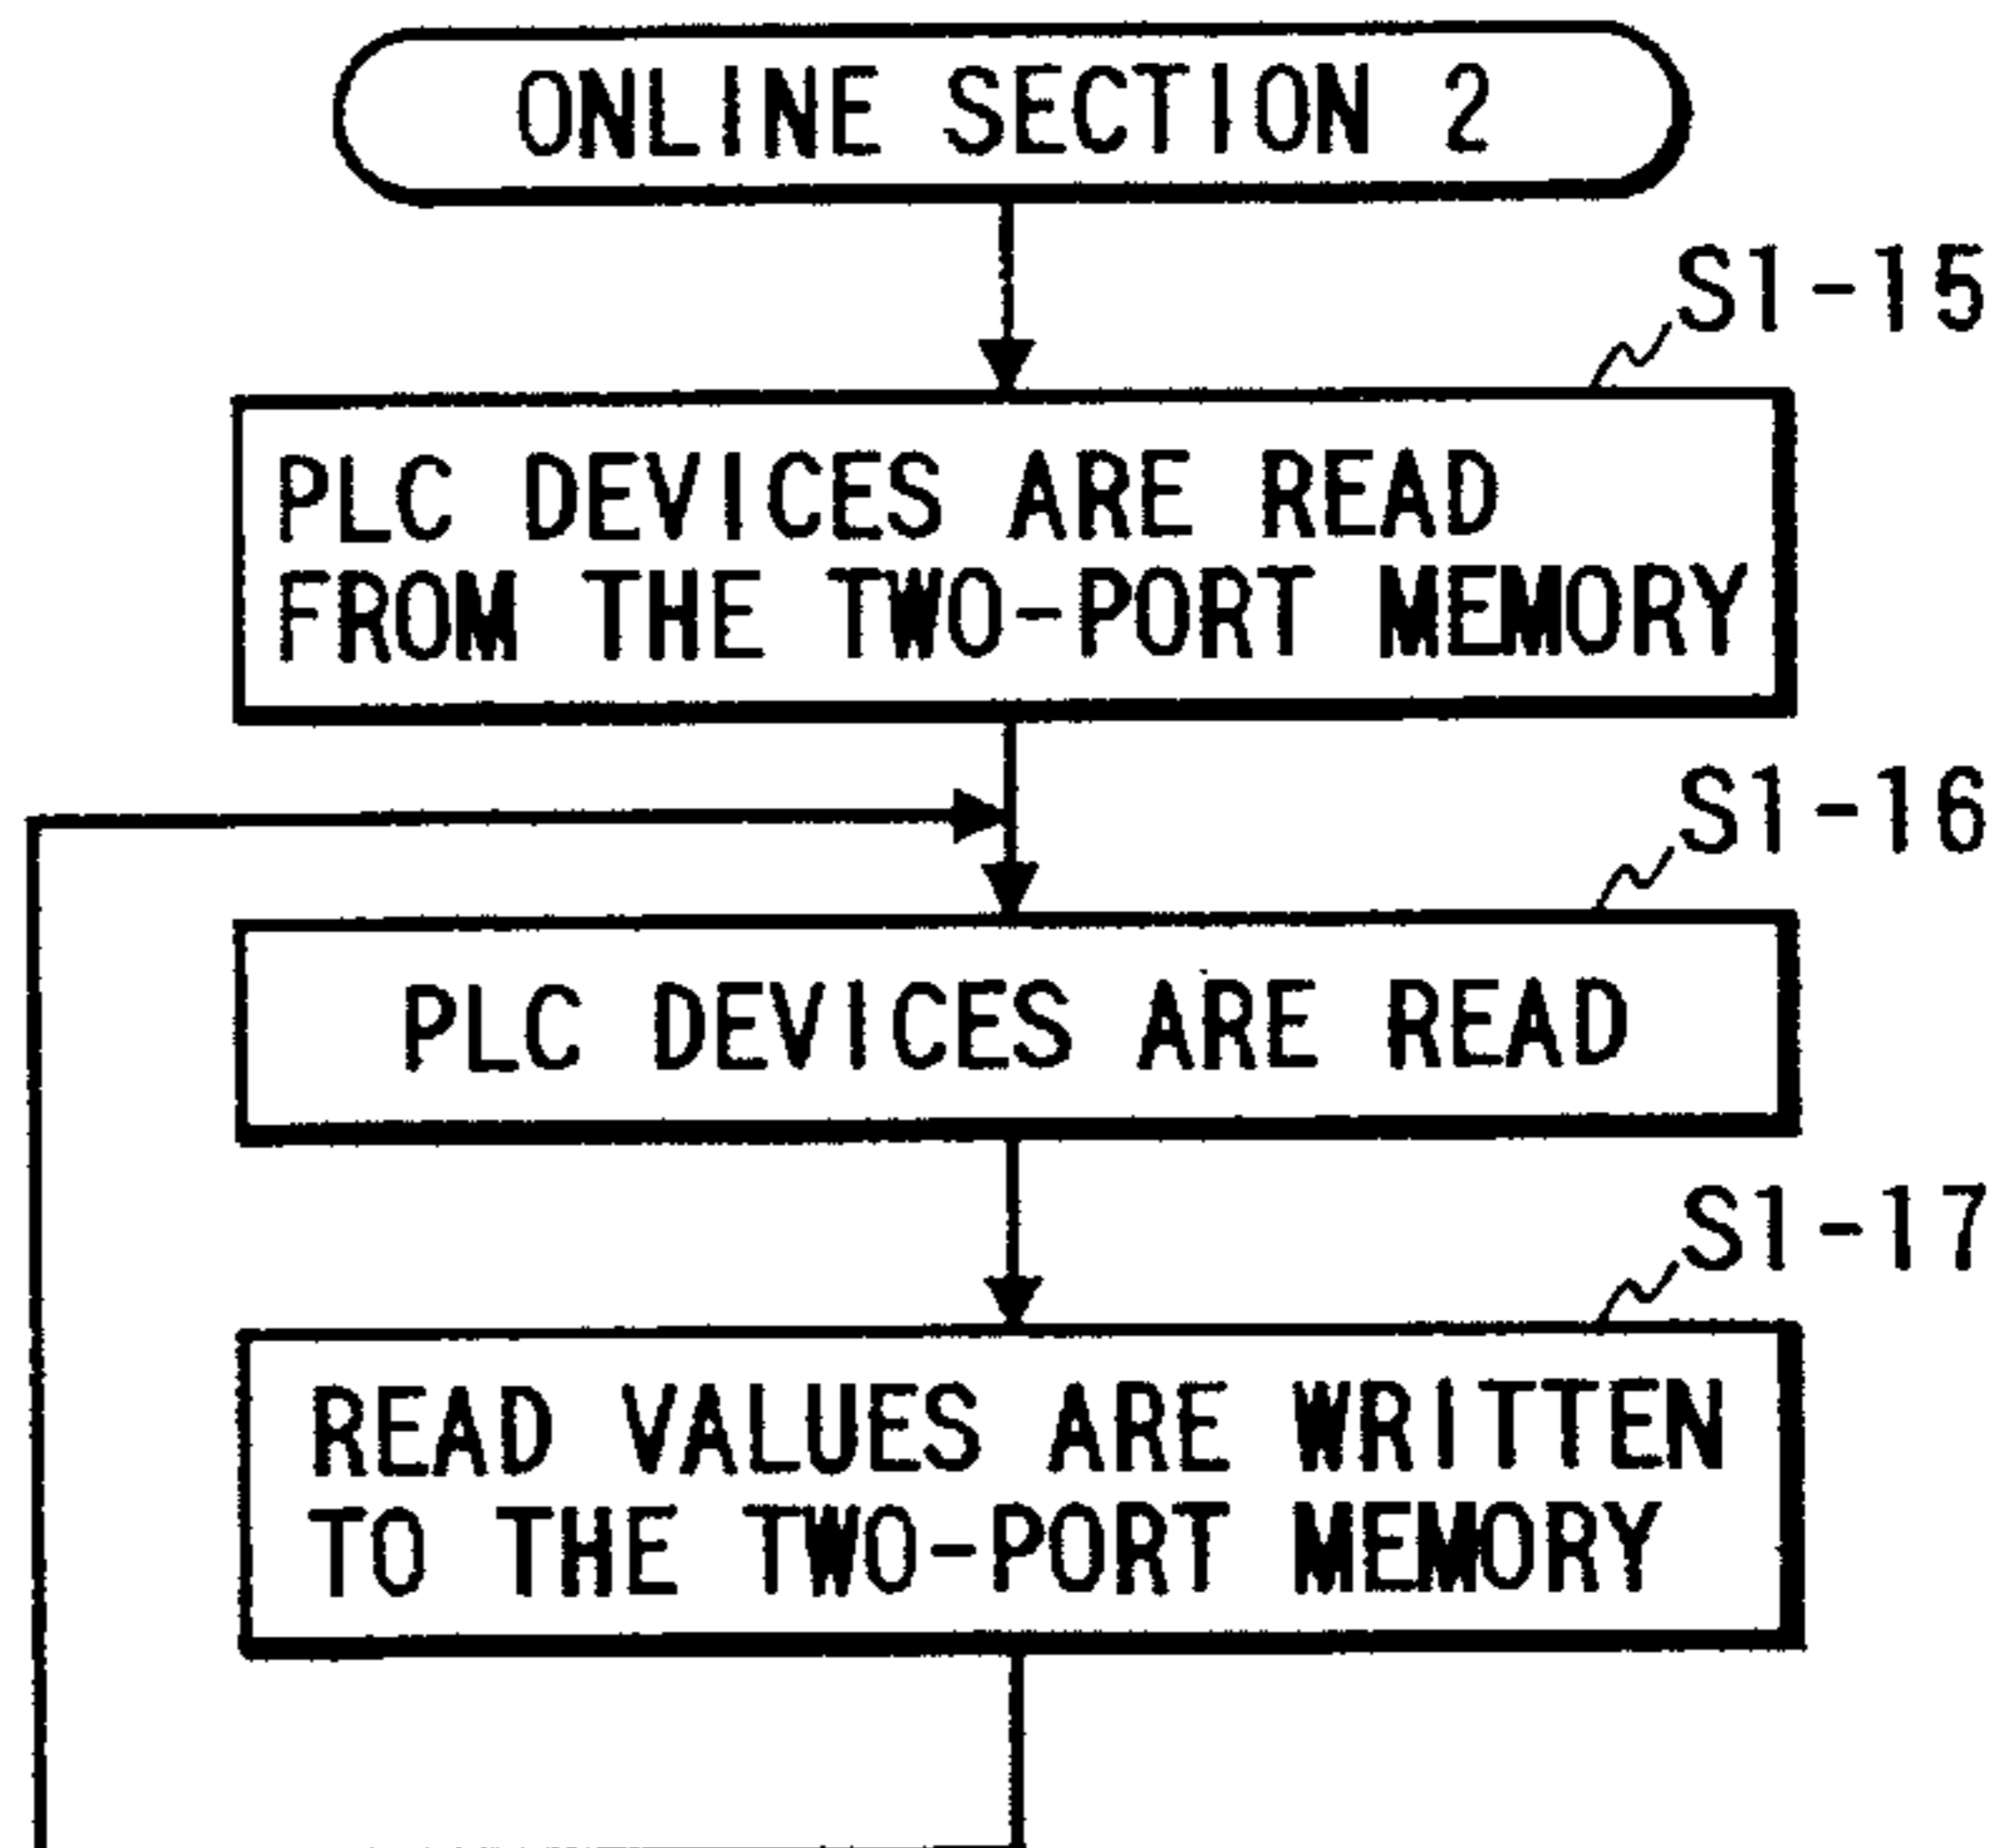 ONLINE SECTION 2
S1-15
PLC DEVICES ARE READ
FROM THE TWO-PORT MEMORY
S1-16
PLC DEVICES ARE READ
S1-17
READ VALUES ARE WRITTEN
TO THE TWO-PORT MEMORY